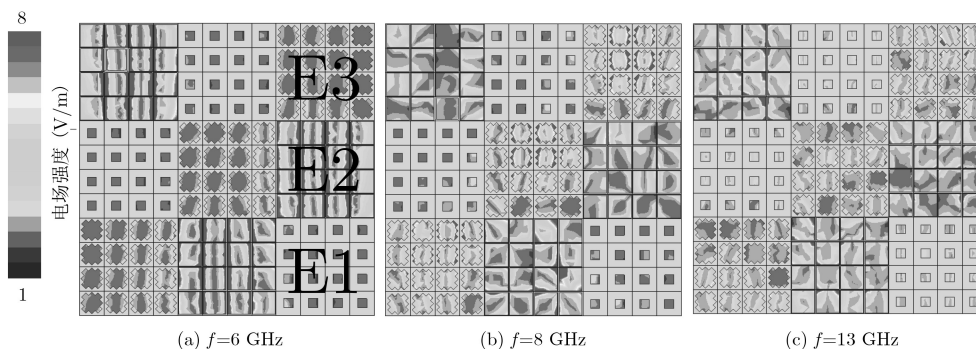 8
电场强度 (V/m)
1
E3
E2
E1
(a) f=6 GHz
(b) f=8 GHz
(c) f=13 GHz